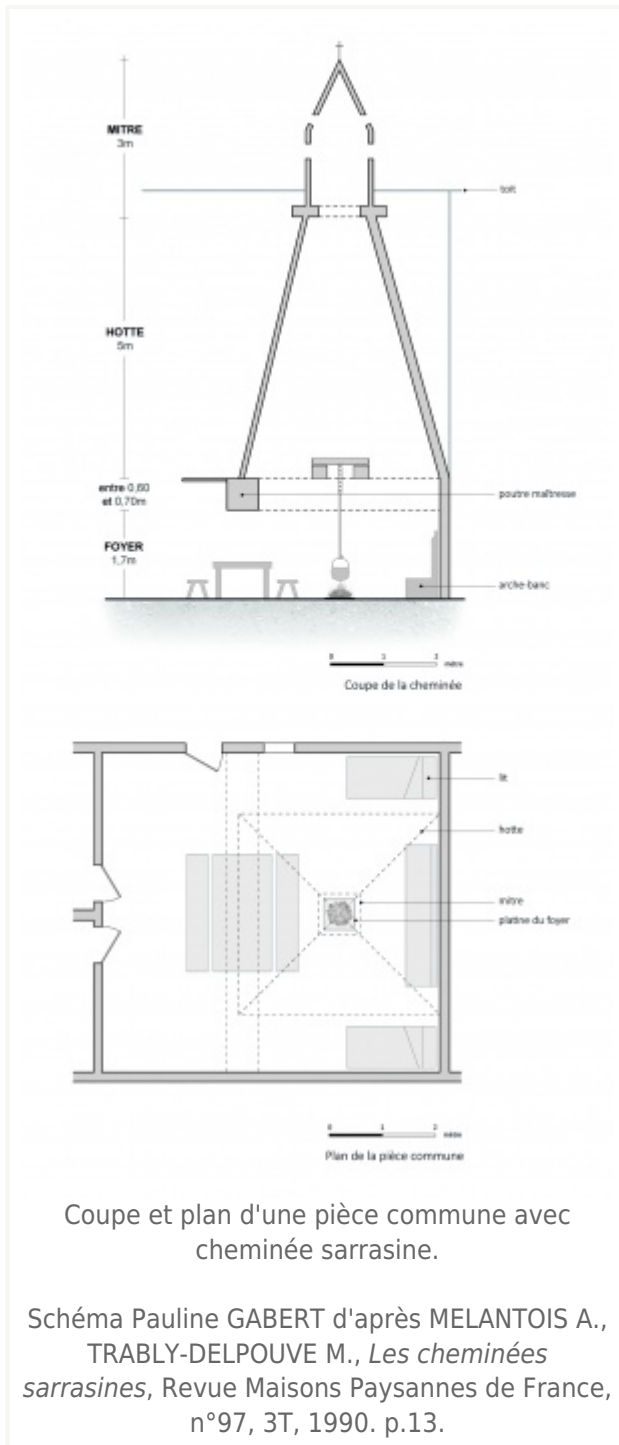 MITRE
3m
toit
HOTTE
5m
entre 0,60
et 0,70m
poutre maîtresse
FOYER
1,7m
arche-banc
0 1 2 mètre
Coupe de la cheminée
lit
hotte
mitre
platine du foyer
0 1 2 mètre
Plan de la pièce commune
Coupe et plan d'une pièce commune avec
cheminée sarrasine.
Schéma Pauline GABERT d'après MELANTOIS A.,
TRABLY-DELPOUVE M., Les cheminées
sarrasines, Revue Maisons Paysannes de France,
n°97, 3T, 1990. p.13.